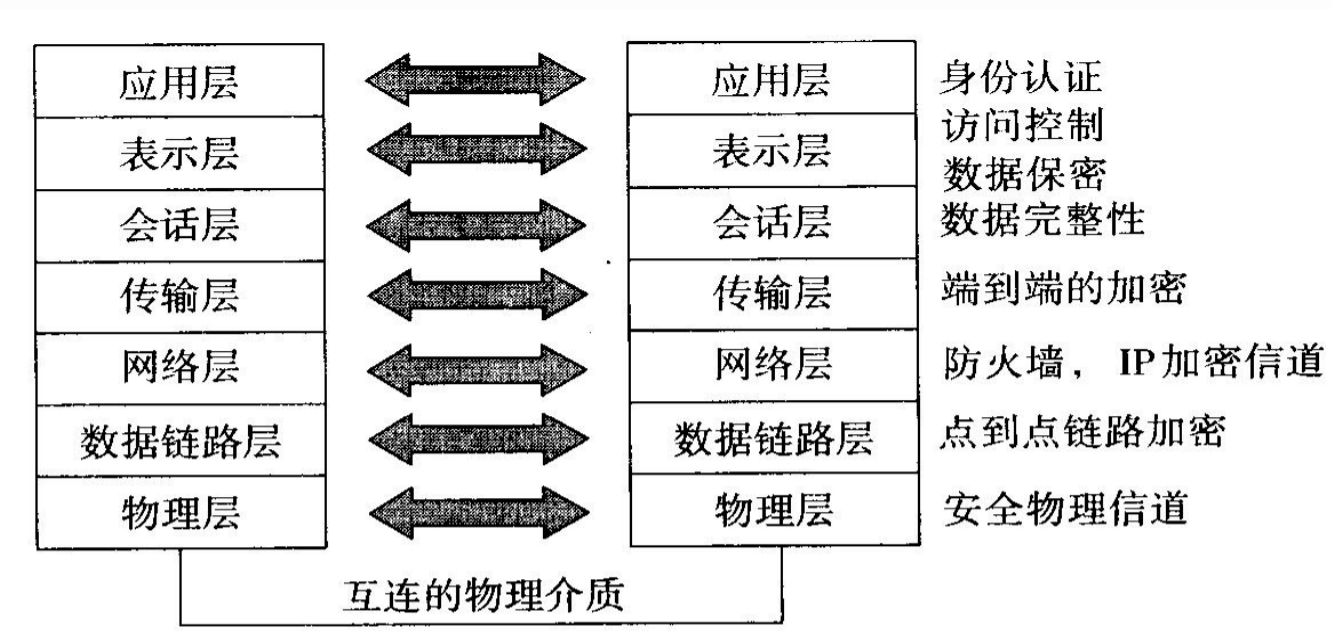 应用层 应用层 身份认证
访问控制
表示层 表示层
数据保密
会话层 会话层 数据完整性
传输层 传输层 端到端的加密
网络层 网络层 防火墙，IP加密信道
数据链路层 数据链路层 点到点链路加密
物理层 物理层 安全物理信道
互连的物理介质